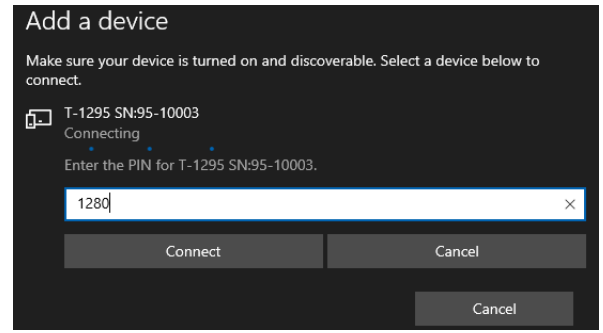 Add a device
Make sure your device is turned on and discoverable. Select a device below to
connect.
T-1295 SN:95-10003
Connecting
Enter the PIN for T-1295 SN:95-10003.
1280
Connect Cancel
Cancel